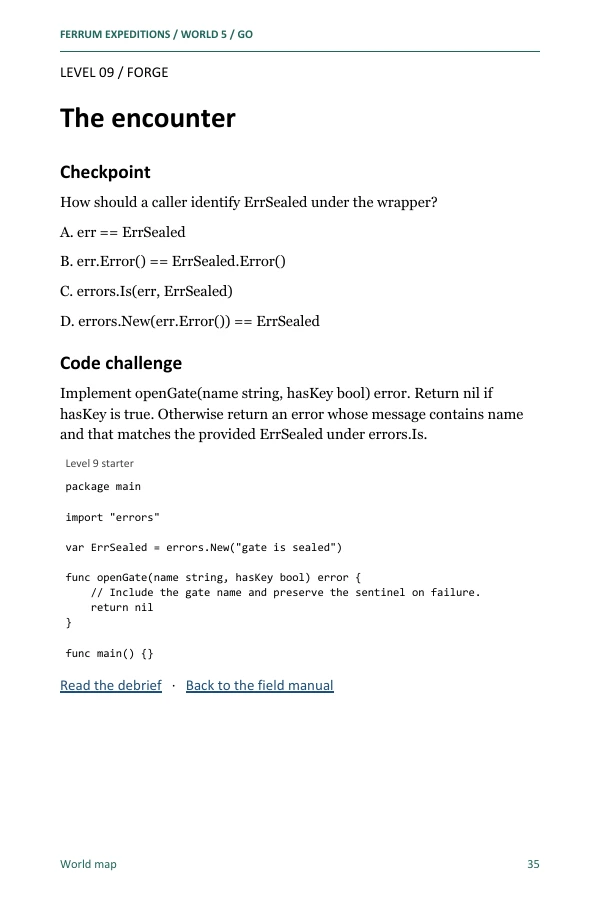 FERRUM EXPEDITIONS / WORLD 5 / GO
LEVEL 09 / FORGE
The encounter
Checkpoint
How should a caller identify ErrSealed under the wrapper?
A. err == ErrSealed
B. err.Error() == ErrSealed.Error()
C. errors.Is(err, ErrSealed)
D. errors.New(err.Error()) == ErrSealed
Code challenge
Implement openGate(name string, hasKey bool) error. Return nil if
hasKey is true. Otherwise return an error whose message contains name
and that matches the provided ErrSealed under errors.Is.
Level 9 starter
package main
import "errors"
var ErrSealed = errors.New("gate is sealed")
func openGate(name string, hasKey bool) error {
    // Include the gate name and preserve the sentinel on failure.
    return nil
}
func main() {}
Read the debrief · Back to the field manual
World map 35